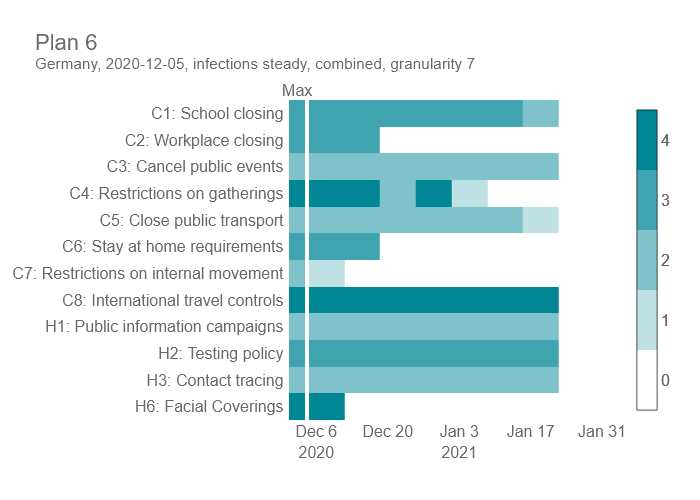 Plan 6
Germany, 2020-12-05, infections steady, combined, granularity 7
Max
C1: School closing
C2: Workplace closing
C3: Cancel public events
C4: Restrictions on gatherings
C5: Close public transport
C6: Stay at home requirements
C7: Restrictions on internal movement
C8: International travel controls
H1: Public information campaigns
H2: Testing policy
H3: Contact tracing
H6: Facial Coverings
Dec 6 Dec 20 Jan 3 Jan 17 Jan 31
2020 2021
4
3
2
1
0